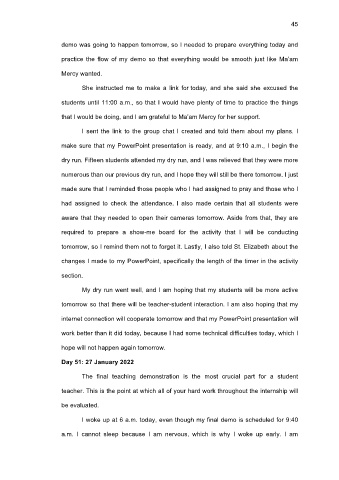 45
demo was going to happen tomorrow, so I needed to prepare everything today and
practice the flow of my demo so that everything would be smooth just like Ma'am
Mercy wanted.
She instructed me to make a link for today, and she said she excused the
students until 11:00 a.m., so that I would have plenty of time to practice the things
that I would be doing, and I am grateful to Ma'am Mercy for her support.
I sent the link to the group chat I created and told them about my plans. I
make sure that my PowerPoint presentation is ready, and at 9:10 a.m., I begin the
dry run. Fifteen students attended my dry run, and I was relieved that they were more
numerous than our previous dry run, and I hope they will still be there tomorrow. I just
made sure that I reminded those people who I had assigned to pray and those who I
had assigned to check the attendance. I also made certain that all students were
aware that they needed to open their cameras tomorrow. Aside from that, they are
required to prepare a show-me board for the activity that I will be conducting
tomorrow, so I remind them not to forget it. Lastly, I also told St. Elizabeth about the
changes I made to my PowerPoint, specifically the length of the timer in the activity
section.
My dry run went well, and I am hoping that my students will be more active
tomorrow so that there will be teacher-student interaction. I am also hoping that my
internet connection will cooperate tomorrow and that my PowerPoint presentation will
work better than it did today, because I had some technical difficulties today, which I
hope will not happen again tomorrow.
Day 51: 27 January 2022
The final teaching demonstration is the most crucial part for a student
teacher. This is the point at which all of your hard work throughout the internship will
be evaluated.
I woke up at 6 a.m. today, even though my final demo is scheduled for 9:40
a.m. I cannot sleep because I am nervous, which is why I woke up early. I am